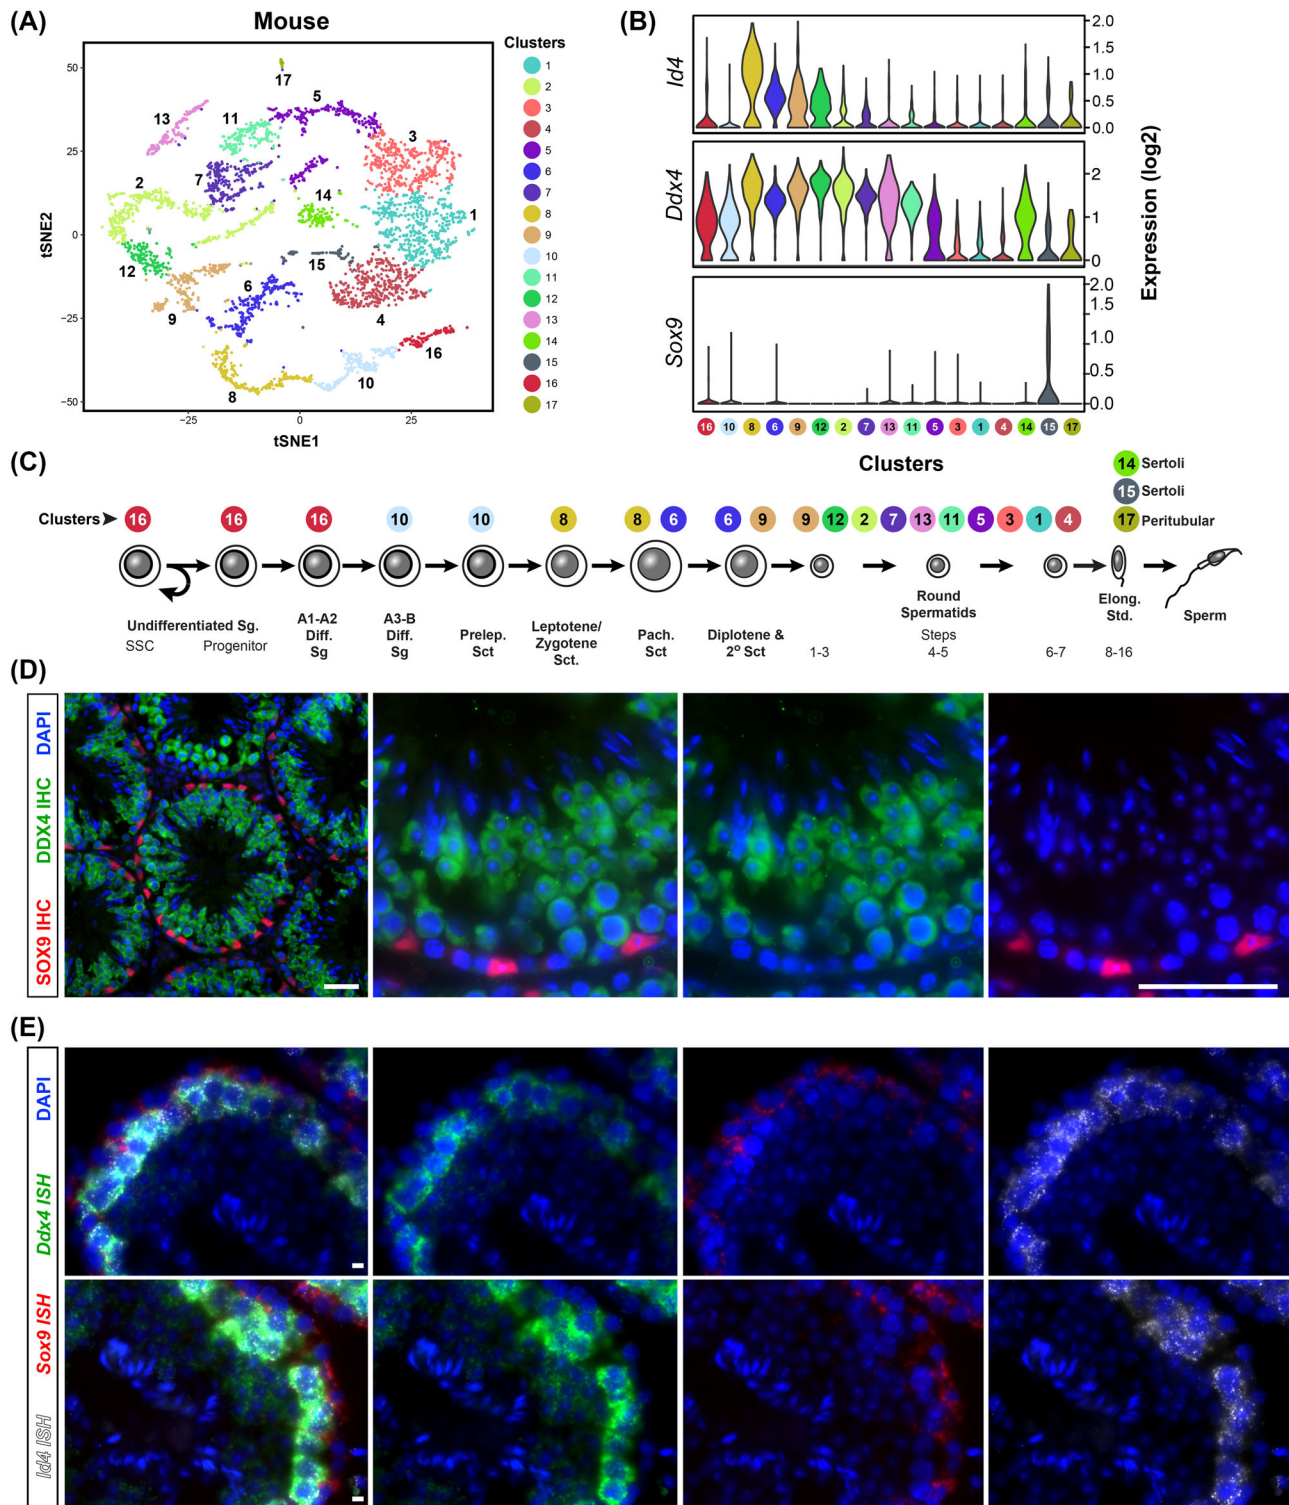 (A)
Mouse
Clusters
1
2
3
4
5
6
7
8
9
10
11
12
13
14
15
16
17
50
25
0
−25
−50
tSNE2
17
5
13
11
3
7
2
14
1
12
15
6
9
4
16
10
8
−25
0
25
tSNE1
(B)
Id4
2.0
1.5
1.0
0.5
0.0
Ddx4
2
1
0
Sox9
2.0
1.5
1.0
0.5
0.0
Expression (log2)
16 10 8 6 9 12 2 7 13 11 5 3 1 4 14 15 17
Clusters
(C)
14 Sertoli
15 Sertoli
17 Peritubular
Clusters
16 16 16 10 10 8 8 6 6 9 9 12 2 7 13 11 5 3 1 4
Undifferentiated Sg.
SSC Progenitor
A1-A2
Diff.
Sg
A3-B
Diff.
Sg
Prelep.
Sct
Leptotene/
Zygotene
Sct.
Pach.
Sct
Diplotene &
2º Sct
1-3
Round
Spermatids
Steps
4-5
6-7
Elong.
Std.
8-16
Sperm
(D)
SOX9 IHC DDX4 IHC DAPI
(E)
Id4 ISH Sox9 ISH Ddx4 ISH DAPI